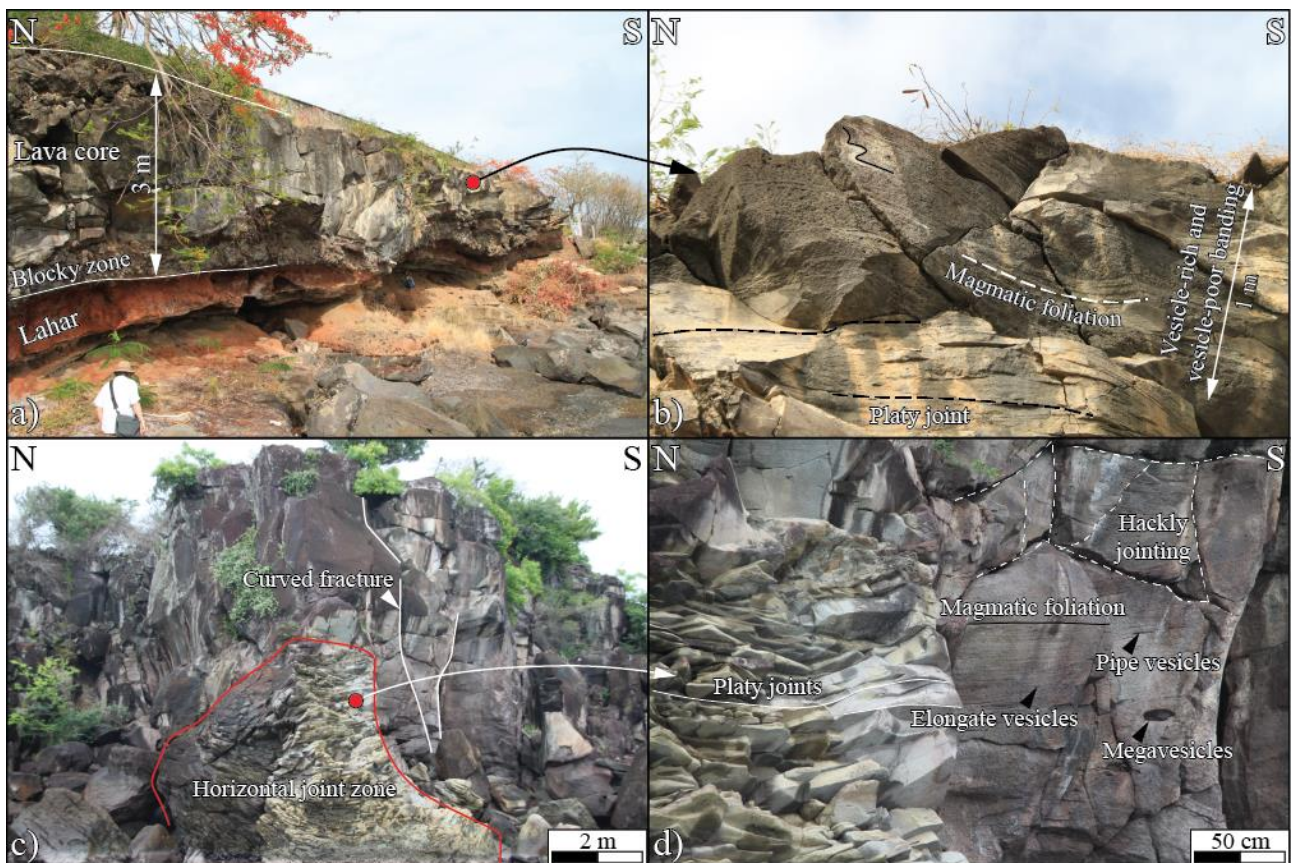 N
S
Lava core
3 m
Blocky zone
Lahar
a)
N
S
Magmatic foliation
Vesicle-rich and
vesicle-poor banding
1 m
Platy joint
b)
N
S
Curved fracture
Horizontal joint zone
c)
2 m
N
S
Hackly
jointing
Magmatic foliation
Pipe vesicles
Platy joints
Elongate vesicles
Megavesicles
d)
50 cm